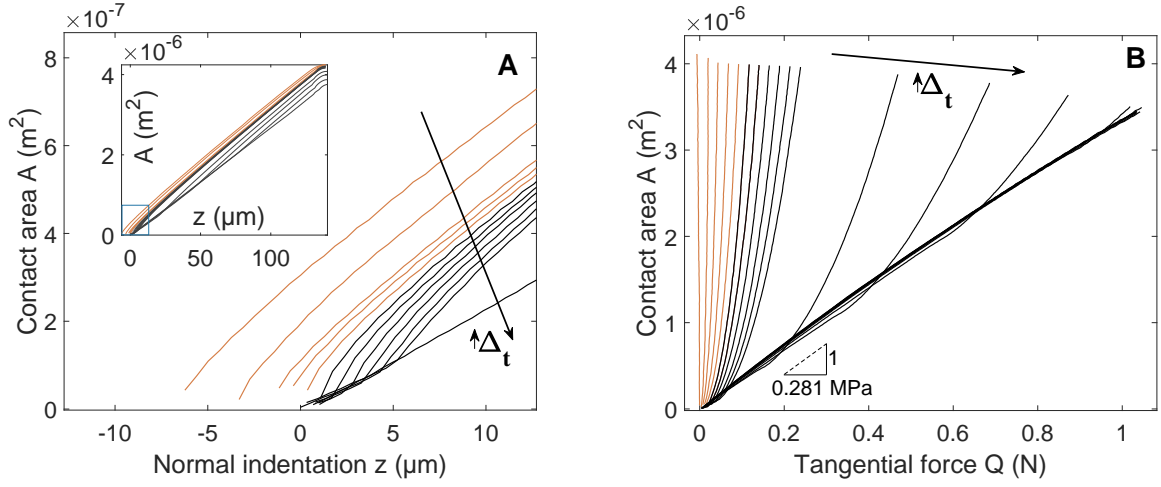 ×10⁻⁷
8
6
4
2
0
-10
-5
0
5
10
Contact area A (m²)
Normal indentation z (µm)
A
Δt
×10⁻⁶
4
2
0
0
50
100
A (m²)
z (µm)
×10⁻⁶
4
3
2
1
0
0
0.2
0.4
0.6
0.8
1
Contact area A (m²)
Tangential force Q (N)
B
Δt
1
0.281 MPa